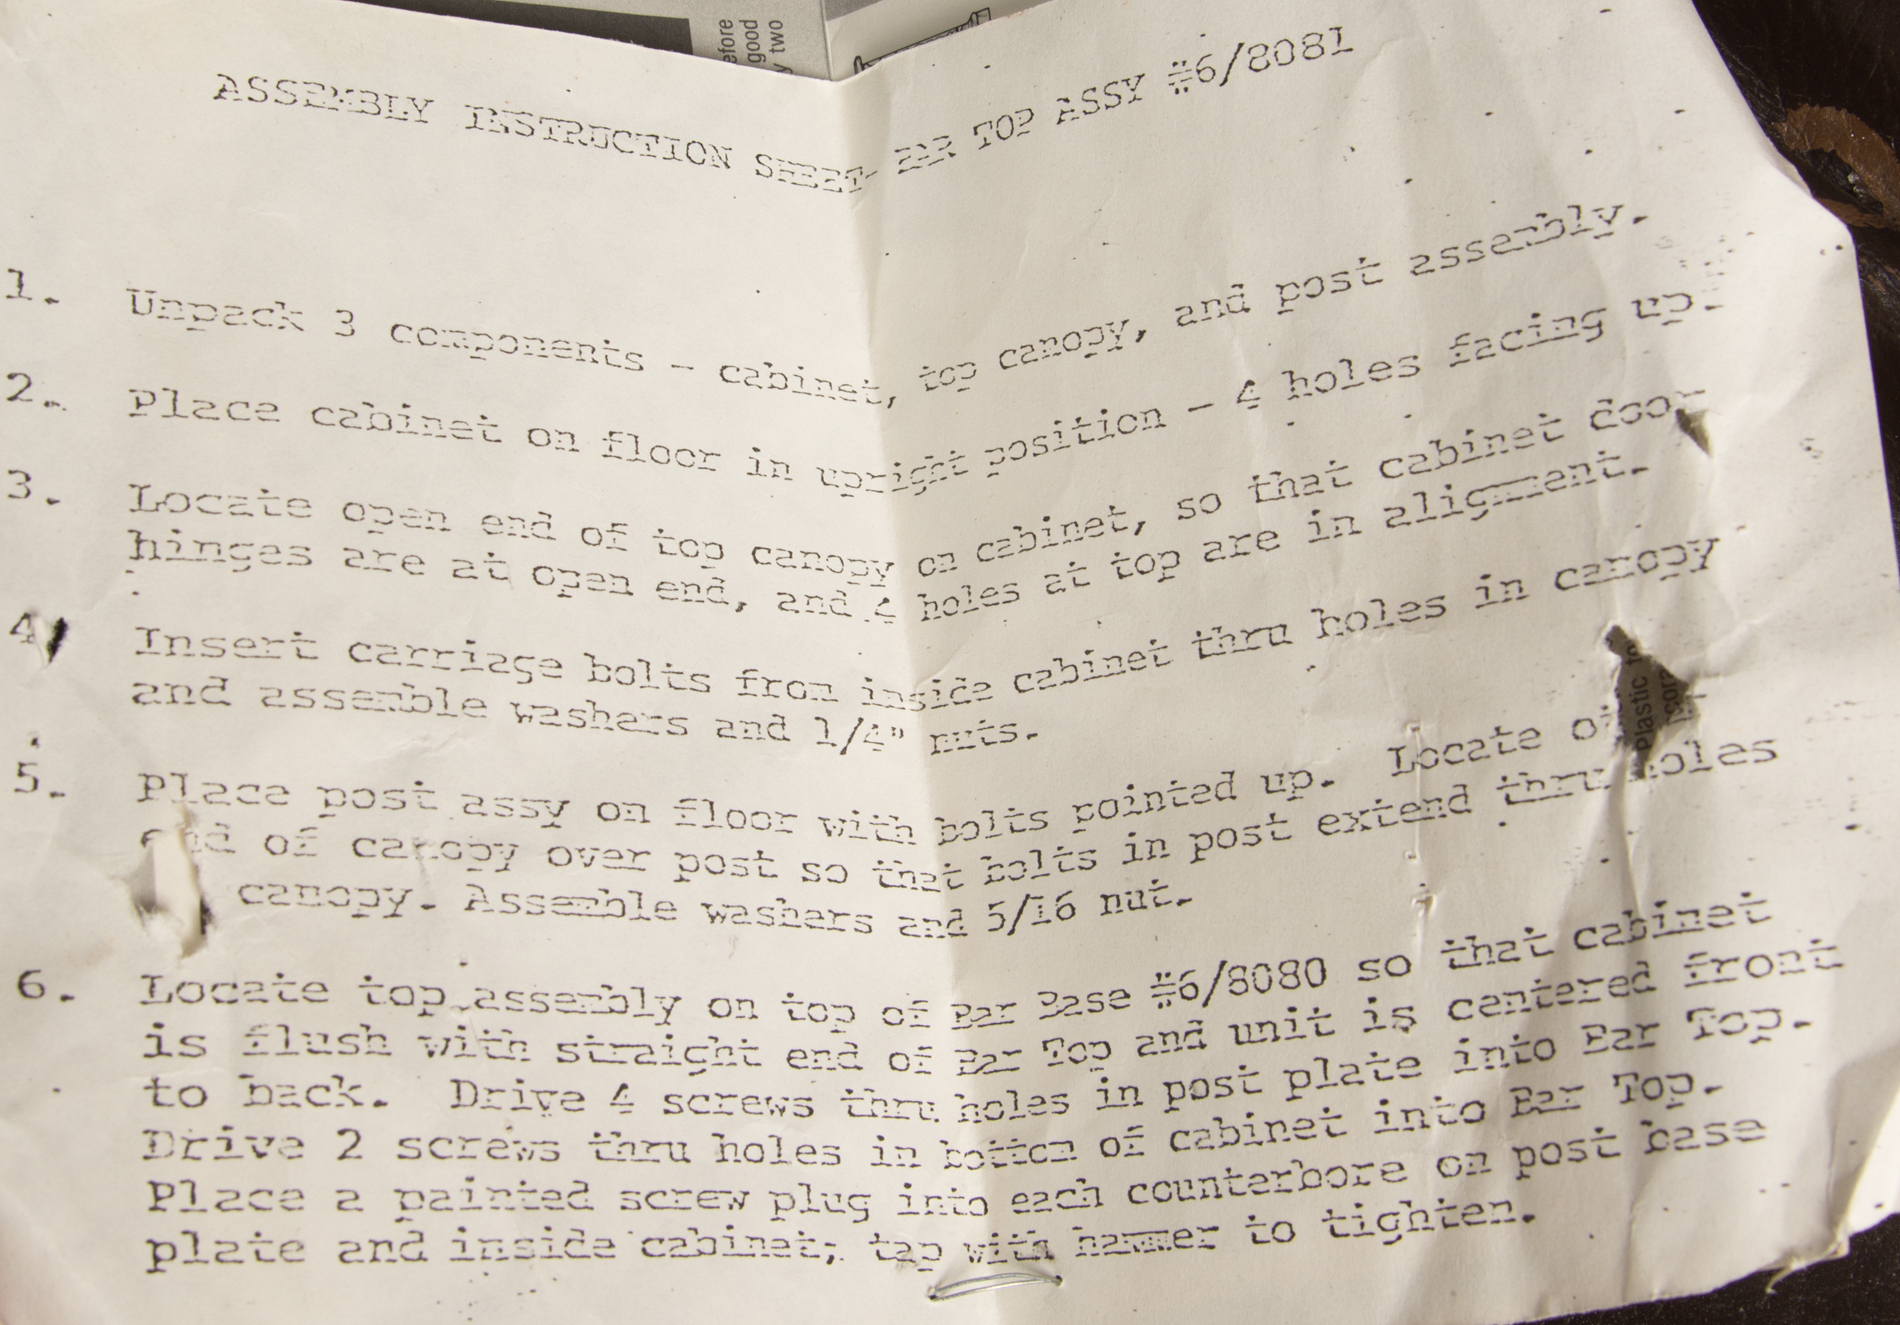 efore
good
y two
ASSEMBLY INSTRUCTION SHEET- BAR TOP ASSY #6/8081
1. Unpack 3 components - cabinet, top canopy, and post assembly.
2. Place cabinet on floor in upright position - 4 holes facing up.
3. Locate open end of top canopy on cabinet, so that cabinet door
hinges are at open end, and 4 holes at top are in alignment.
4. Insert carriage bolts from inside cabinet thru holes in canopy
and assemble washers and 1/4" nuts.
5. Place post assy on floor with bolts pointed up. Locate
end of canopy over post so that bolts in post extend thru holes
canopy. Assemble washers and 5/16 nut.
6. Locate top assembly on top of Bar Base #6/8080 so that cabinet
is flush with straight end of Bar Top and unit is centered front
to back. Drive 4 screws thru holes in post plate into Bar Top.
Drive 2 screws thru holes in bottom of cabinet into Bar Top.
Place a painted screw plug into each counterbore on post base
plate and inside cabinet; tap with hammer to tighten.
Plastic